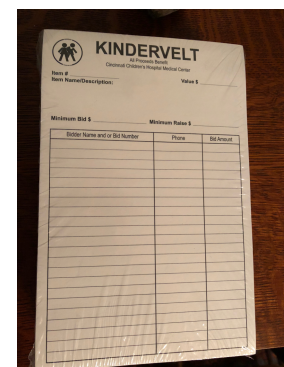 KINDERVELT
All Proceeds Benefit
Cincinnati Children's Hospital Medical Center
Item # Value $
Item Name/Description:
Minimum Bid $ Minimum Raise $
Bidder Name and or Bid Number Phone Bid Amount